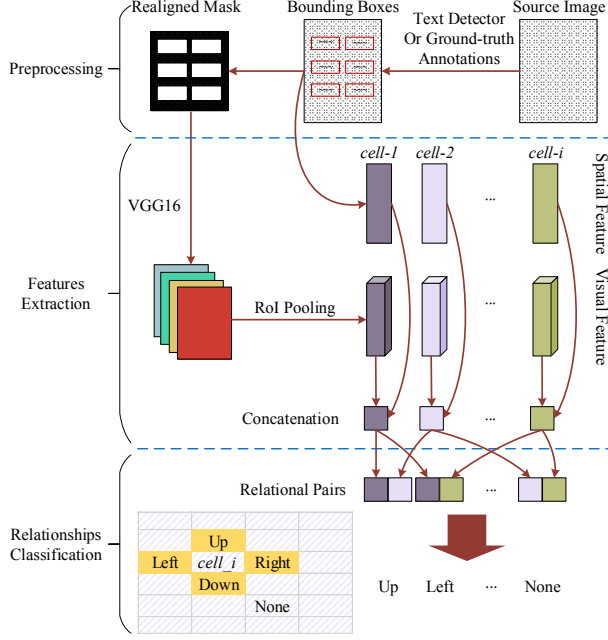 Realigned Mask
Bounding Boxes
Source Image
Text Detector
Or Ground-truth
Annotations
Preprocessing
cell-1
cell-2
cell-i
...
Spatial Feature
VGG16
Features
Extraction
RoI Pooling
...
Visual Feature
Concatenation
...
Relational Pairs
...
Relationships
Classification
Up
Left
cell_i
Right
Down
None
Up Left ... None